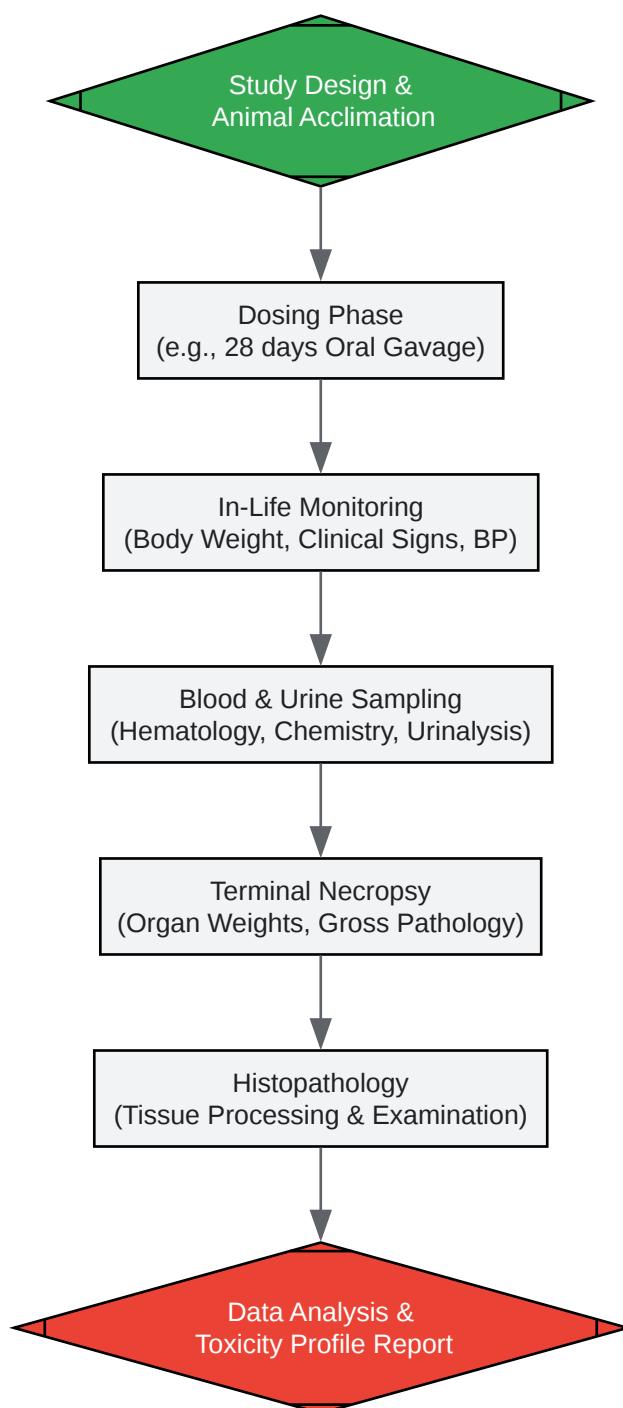 Study Design &
Animal Acclimation
Dosing Phase
(e.g., 28 days Oral Gavage)
In-Life Monitoring
(Body Weight, Clinical Signs, BP)
Blood & Urine Sampling
(Hematology, Chemistry, Urinalysis)
Terminal Necropsy
(Organ Weights, Gross Pathology)
Histopathology
(Tissue Processing & Examination)
Data Analysis &
Toxicity Profile Report